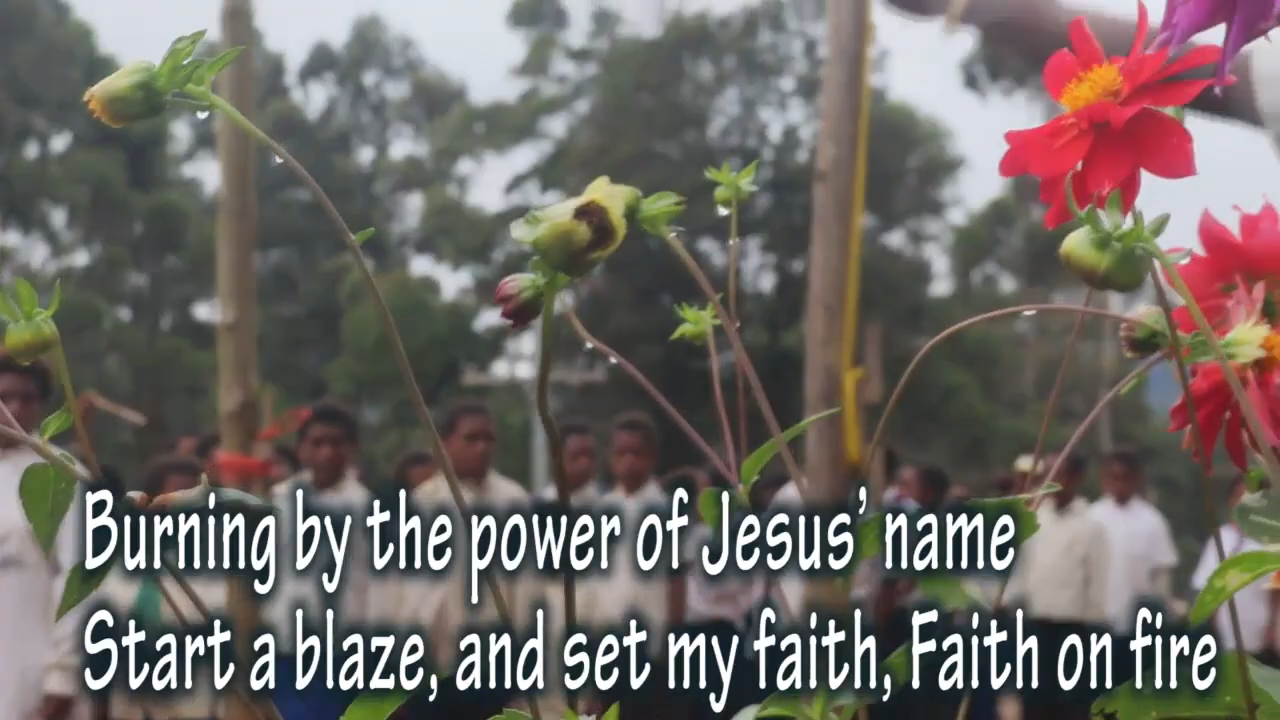 Burning by the power of Jesus’ name
Start a blaze, and set my faith, Faith on fire